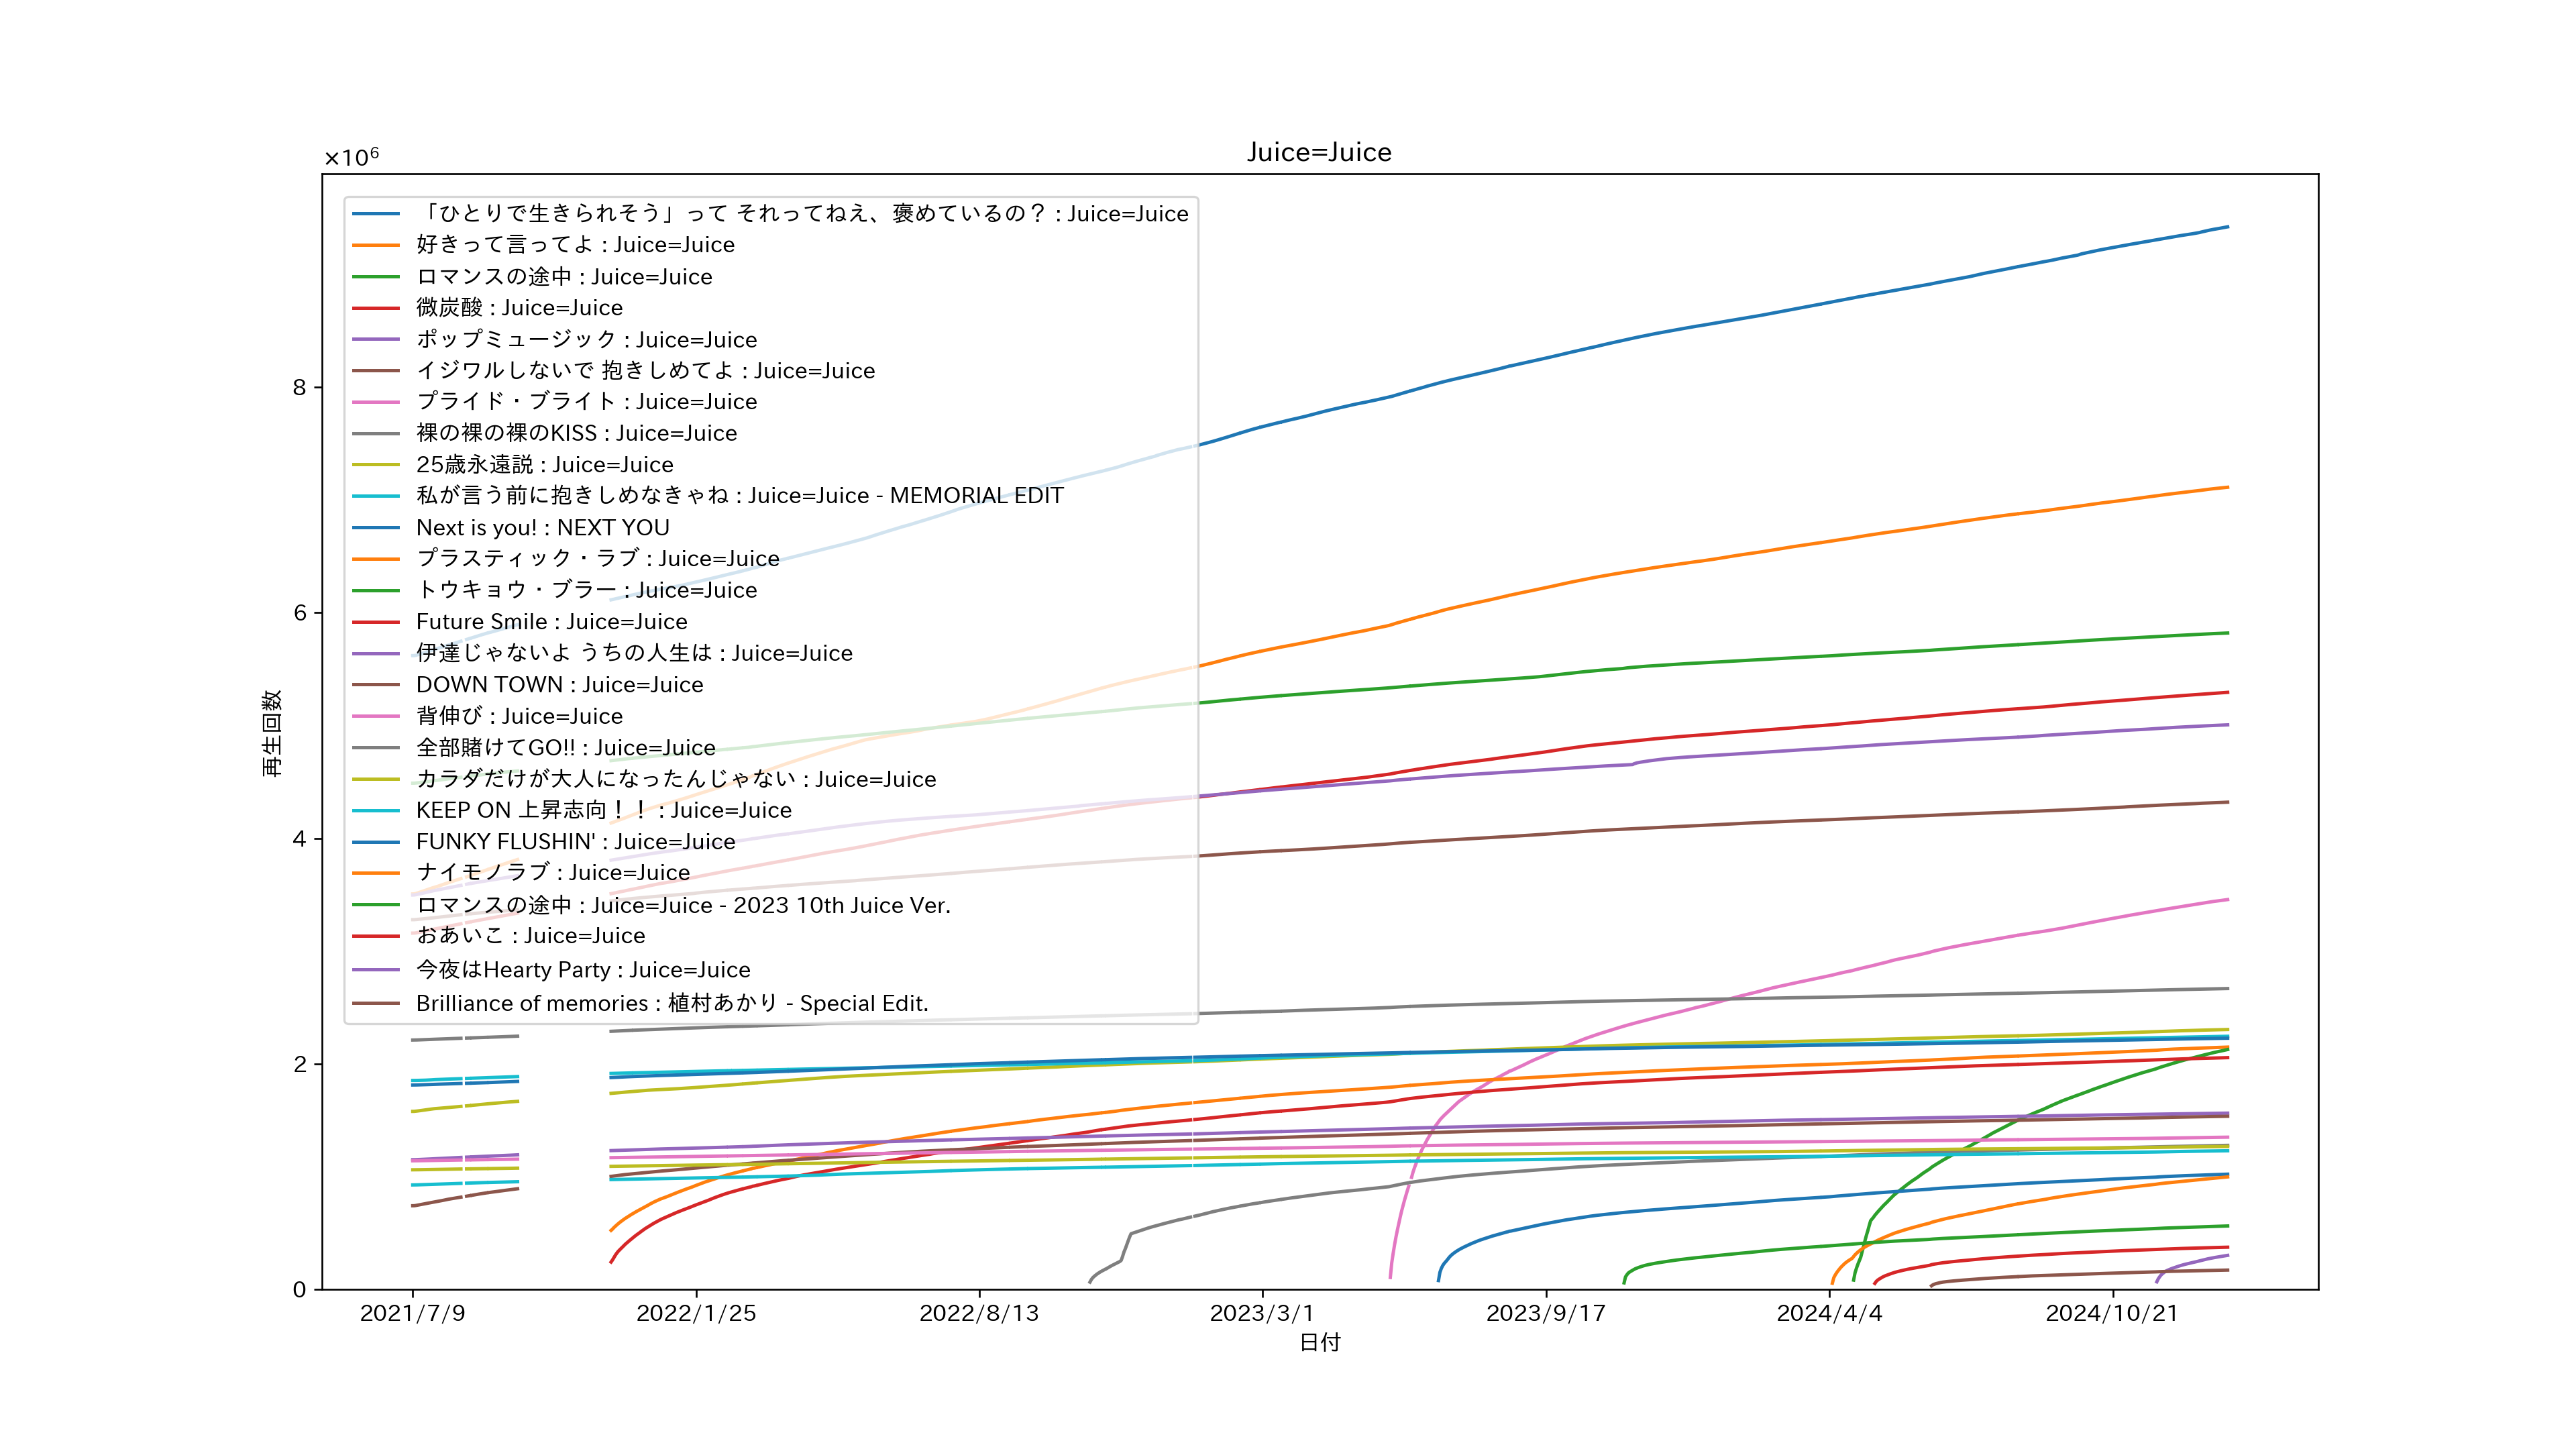 Juice=Juice
×10⁶
「ひとりで生きられそう」って それってねえ、褒めているの？ : Juice=Juice
好きって言ってよ : Juice=Juice
ロマンスの途中 : Juice=Juice
微炭酸 : Juice=Juice
ポップミュージック : Juice=Juice
イジワルしないで 抱きしめてよ : Juice=Juice
プライド・ブライト : Juice=Juice
裸の裸の裸のKISS : Juice=Juice
25歳永遠説 : Juice=Juice
私が言う前に抱きしめなきゃね : Juice=Juice - MEMORIAL EDIT
Next is you! : NEXT YOU
プラスティック・ラブ : Juice=Juice
トウキョウ・ブラー : Juice=Juice
Future Smile : Juice=Juice
伊達じゃないよ うちの人生は : Juice=Juice
DOWN TOWN : Juice=Juice
背伸び : Juice=Juice
全部賭けてGO!! : Juice=Juice
カラダだけが大人になったんじゃない : Juice=Juice
KEEP ON 上昇志向！！ : Juice=Juice
FUNKY FLUSHIN' : Juice=Juice
ナイモノラブ : Juice=Juice
ロマンスの途中 : Juice=Juice - 2023 10th Juice Ver.
おあいこ : Juice=Juice
今夜はHearty Party : Juice=Juice
Brilliance of memories : 植村あかり - Special Edit.
8
6
4
2
0
再生回数
2021/7/9 2022/1/25 2022/8/13 2023/3/1 2023/9/17 2024/4/4 2024/10/21
日付